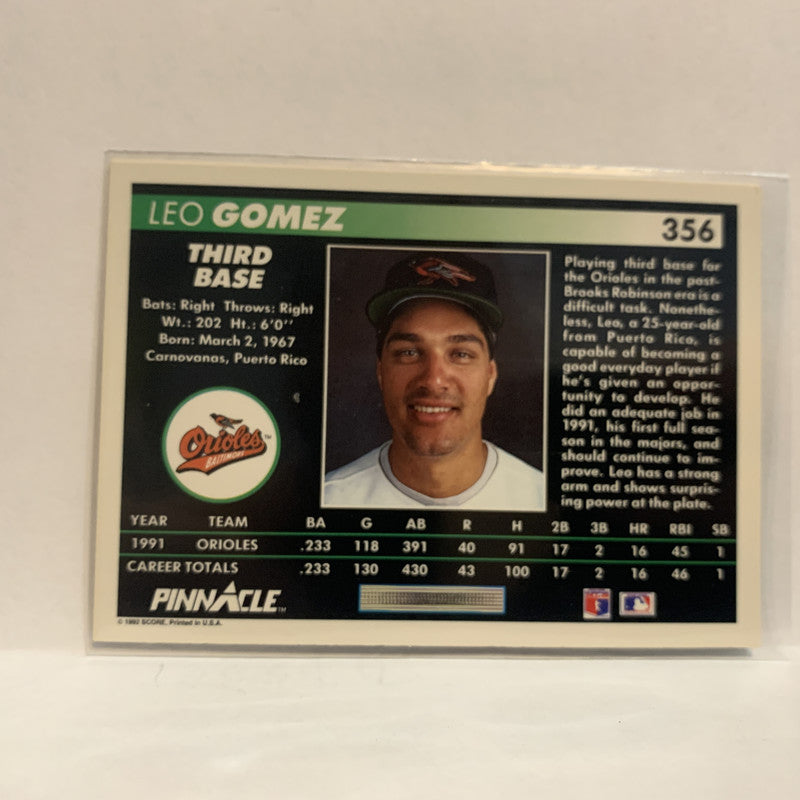 LEO GOMEZ
356
THIRD
BASE
Bats: Right Throws: Right
Wt.: 202 Ht.: 6'0"
Born: March 2, 1967
Carnovanas, Puerto Rico
Orioles
BALTIMORE
Playing third base for
the Orioles in the post-
Brooks Robinson era is a
difficult task. Nonethe-
less, Leo, a 25-year-old
from Puerto Rico, is
capable of becoming a
good everyday player if
he's given an oppor-
tunity to develop. He
did an adequate job in
1991, his first full sea-
son in the majors, and
should continue to im-
prove. Leo has a strong
arm and shows surpris-
ing power at the plate.
YEAR TEAM BA G AB R H 2B 3B HR RBI SB
1991 ORIOLES .233 118 391 40 91 17 2 16 45 1
CAREER TOTALS .233 130 430 43 100 17 2 16 46 1
PINNACLE™
© 1992 SCORE, Printed in U.S.A.